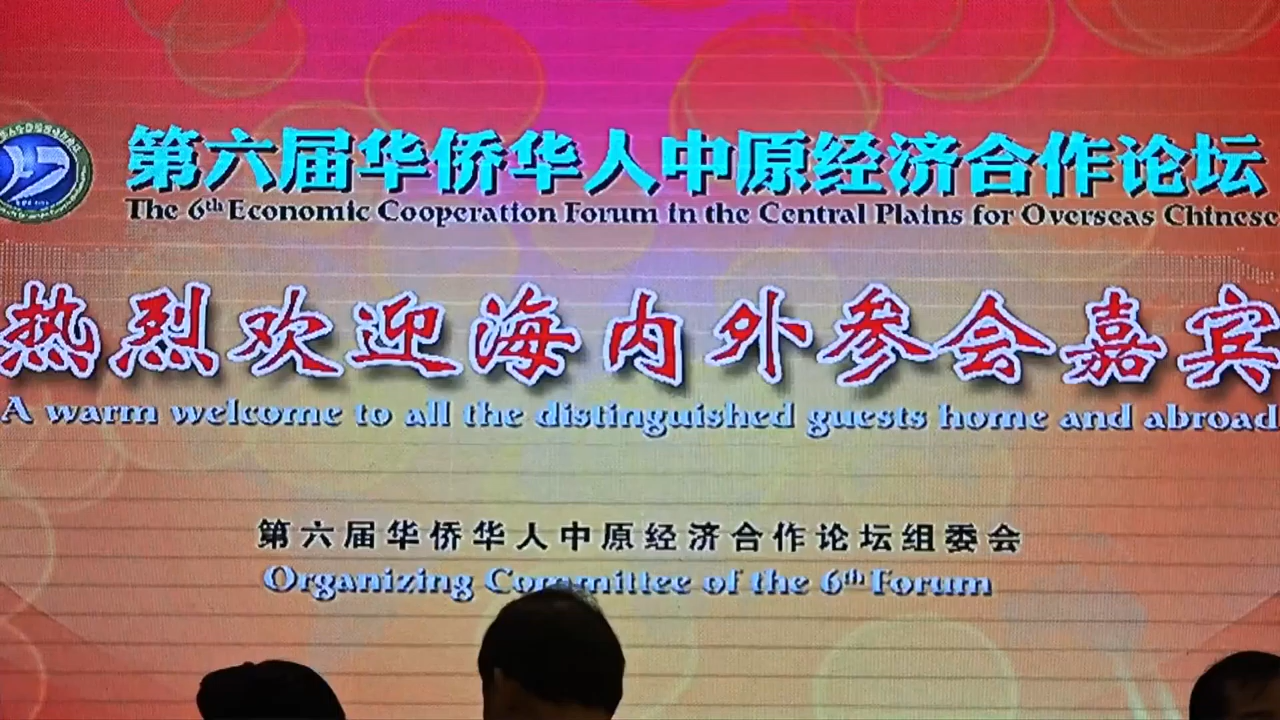 第六届华侨华人中原经济合作论坛
The 6th Economic Cooperation Forum in the Central Plains for Overseas Chinese
热烈欢迎海内外参会嘉宾
A warm welcome to all the distinguished guests home and abroad
第六届华侨华人中原经济合作论坛组委会
Organizing Committee of the 6th Forum